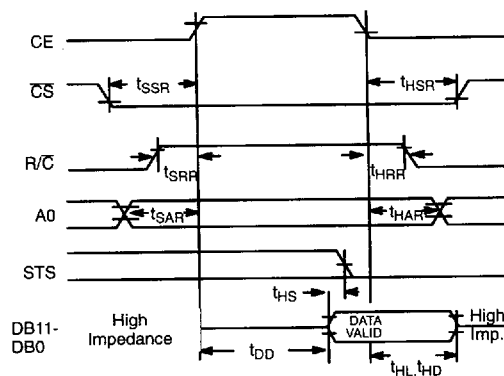 CE
tSSR
tHSR
CS
tSRR
tHRR
R/C
tSAR
tHAR
A0
STS
tHS
DB11-
DB0
High
Impedance
DATA
VALID
High
Imp.
tDD
tHL, tHD